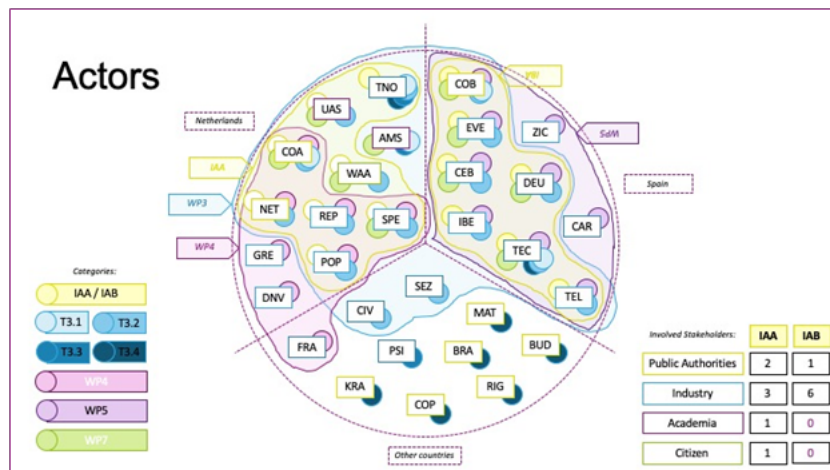 Actors
Netherlands
Spain
Other countries
IAA
WP3
WP4
SdM
TNO
UAS
AMS
COA
WAA
NET
REP
SPE
GRE
POP
DNV
FRA
COB
EVE
ZIC
CEB
DEU
IBE
CAR
TEC
TEL
SEZ
CIV
MAT
PSI
BRA
BUD
KRA
RIG
COP
Categories:
IAA / IAB
T3.1 T3.2
T3.3 T3.4
WP4
WP5
WP7
Involved Stakeholders: IAA IAB
Public Authorities 2 1
Industry 3 6
Academia 1 0
Citizen 1 0